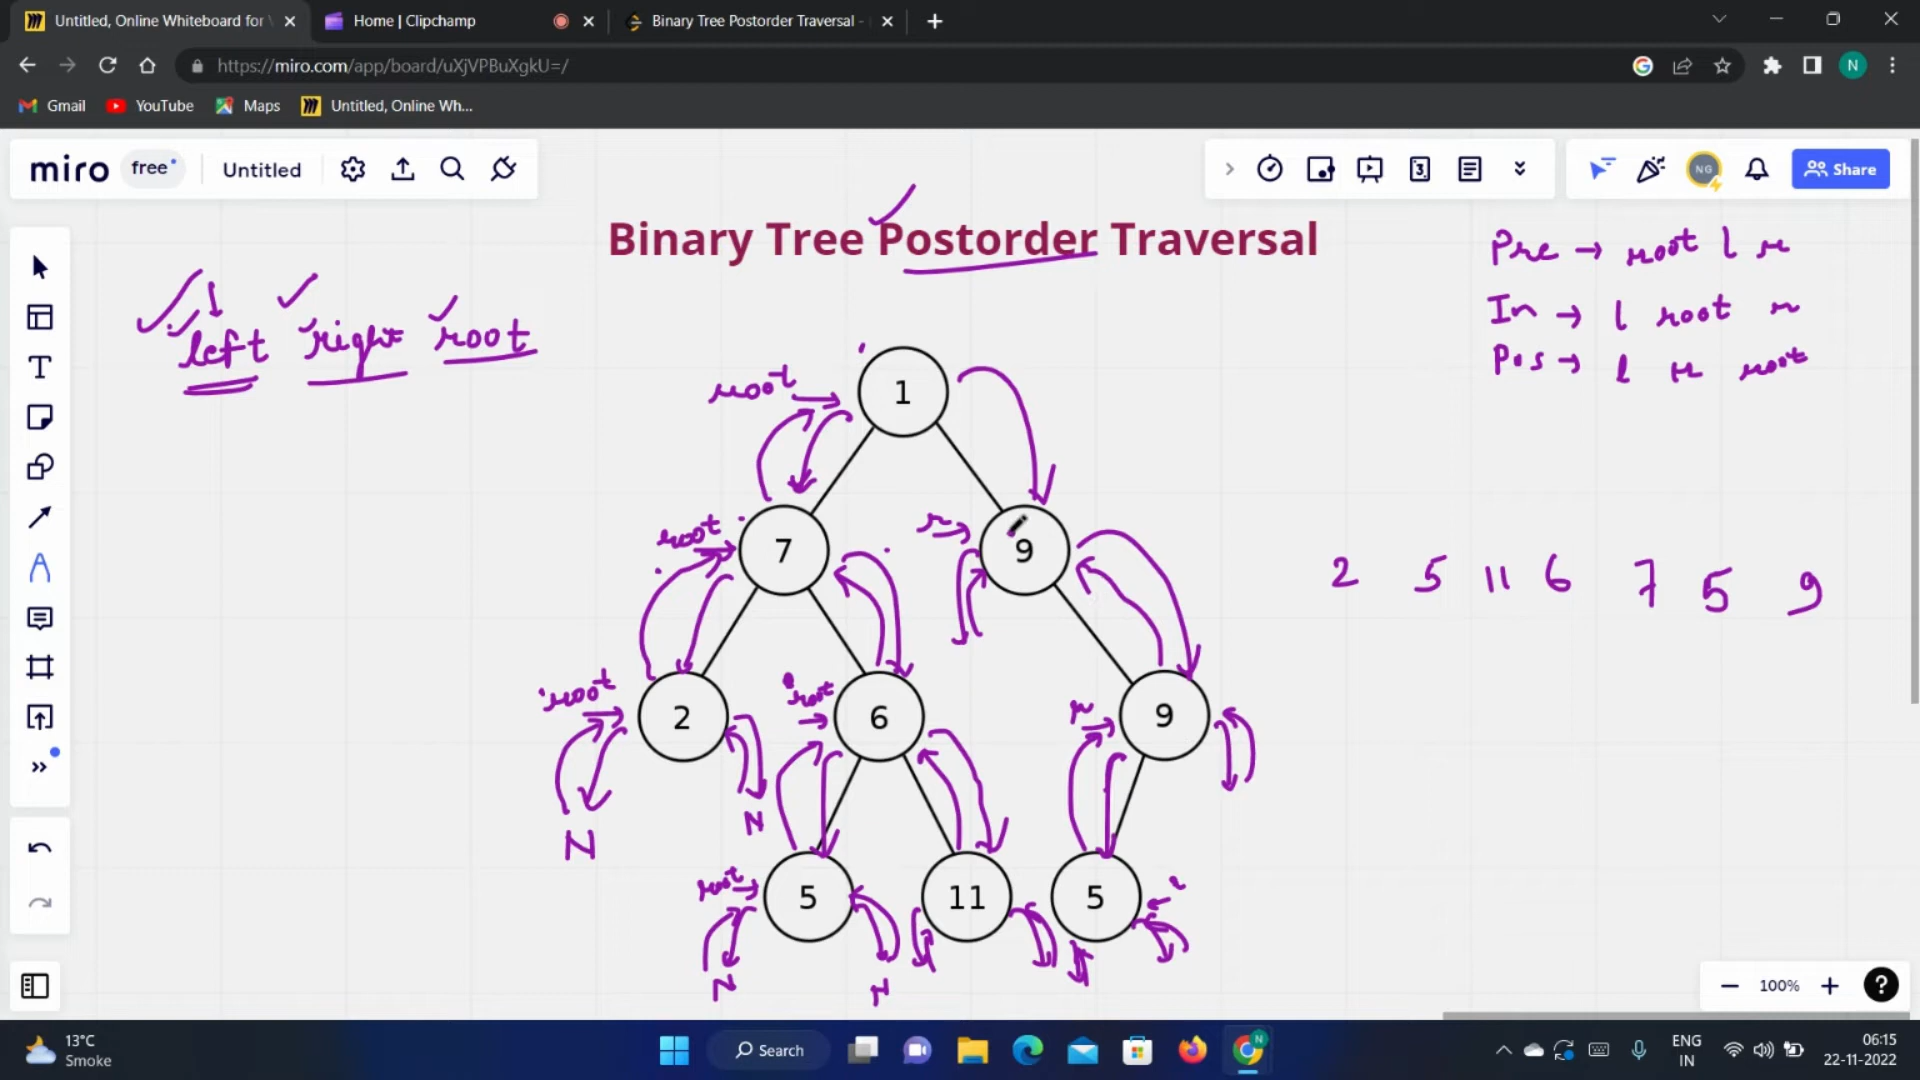 Untitled, Online Whiteboard for V
Home | Clipchamp
Binary Tree Postorder Traversal -
https://miro.com/app/board/uXjVPBuXgkU=/
N
Gmail
YouTube
Maps
Untitled, Online Wh...
miro
free
Untitled
3
NG
Share
Binary Tree Postorder Traversal
Pre → root l r
In → l root r
Pos → l r root
left right root
root
1
root
7
r
9
2 5 11 6 7 5 9
root
2
root
6
r
9
N
N
root
5
11
5
N
N
100%
?
13°C
Smoke
Search
N
ENG
IN
06:15
22-11-2022